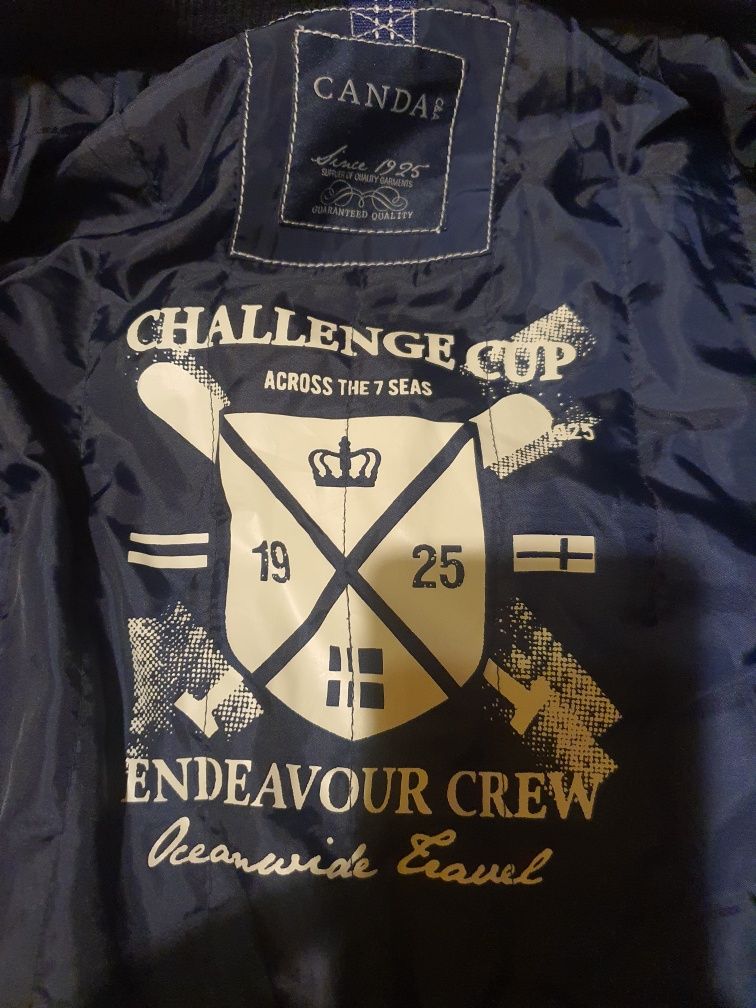 CANDA
Since 1925
SUPPLIER OF QUALITY GARMENTS
GUARANTEED QUALITY
CHALLENGE CUP
ACROSS THE 7 SEAS
1925
19 25
ENDEAVOUR CREW
Oceanwide Travel